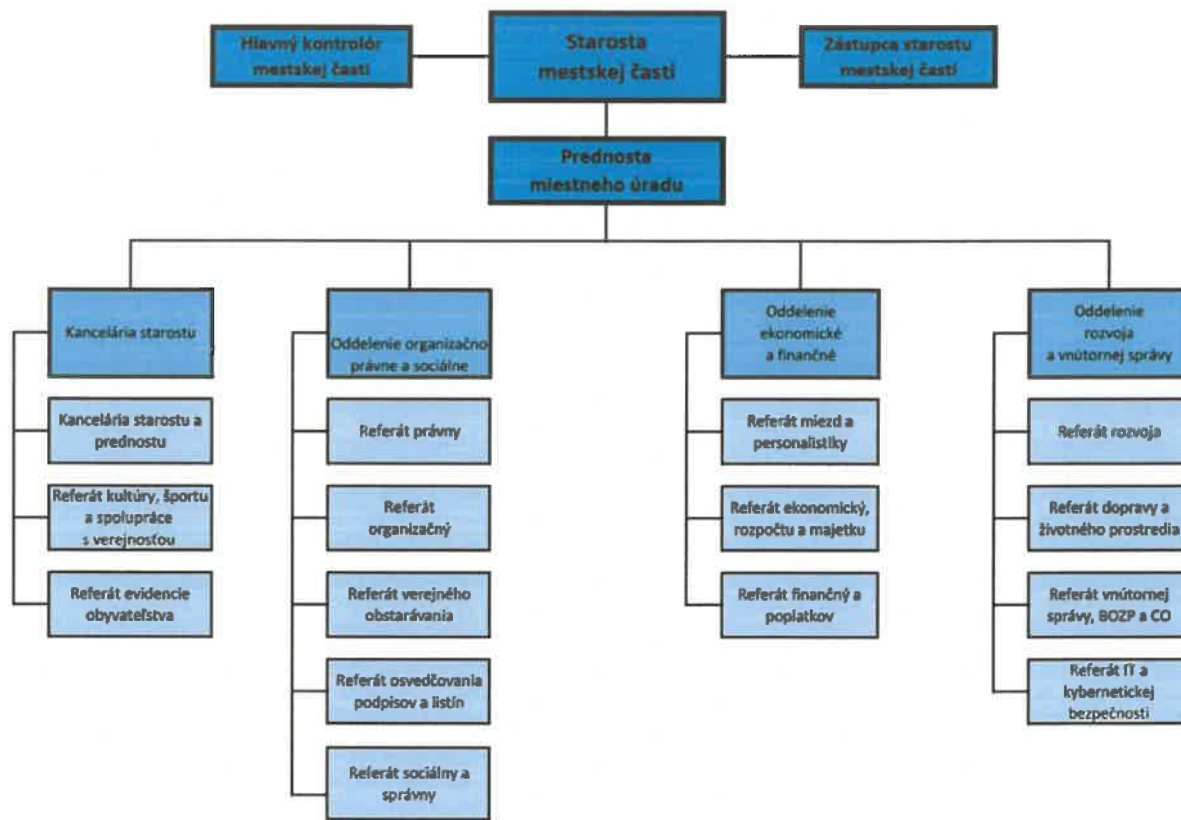 Hlavný kontrolór
mestskej časti
Starosta
mestskej časti
Zástupca starostu
mestskej časti
Prednosta
miestneho úradu
Kancelária starostu
Kancelária starostu a
prednostu
Referát kultúry, športu
a spolupráce
s verejnosťou
Referát evidencie
obyvateľstva
Oddelenie organizačno
právne a sociálne
Referát právny
Referát
organizačný
Referát verejného
obstarávania
Referát osvedčovania
podpisov a listín
Referát sociálny a
správny
Oddelenie
ekonomické
a finančné
Referát miezd a
personalistiky
Referát ekonomický,
rozpočtu a majetku
Referát finančný a
poplatkov
Oddelenie
rozvoja
a vnútornej správy
Referát rozvoja
Referát dopravy a
životného prostredia
Referát vnútornej
správy, BOZP a CO
Referát IT a
kybernetickej
bezpečnosti